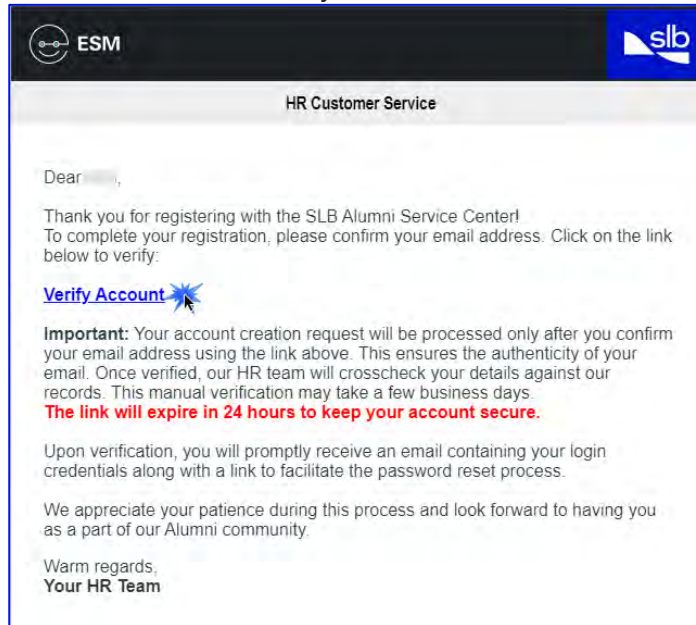 ESM
slb
HR Customer Service
Dear ,
Thank you for registering with the SLB Alumni Service Center!
To complete your registration, please confirm your email address. Click on the link
below to verify:
Verify Account
Important: Your account creation request will be processed only after you confirm
your email address using the link above. This ensures the authenticity of your
email. Once verified, our HR team will crosscheck your details against our
records. This manual verification may take a few business days.
The link will expire in 24 hours to keep your account secure.
Upon verification, you will promptly receive an email containing your login
credentials along with a link to facilitate the password reset process.
We appreciate your patience during this process and look forward to having you
as a part of our Alumni community.
Warm regards,
Your HR Team